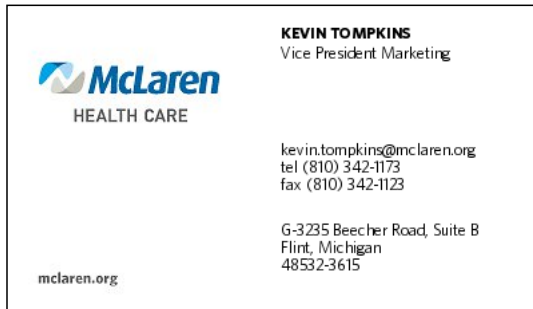 McLaren
HEALTH CARE
mclaren.org
KEVIN TOMPKINS
Vice President Marketing
kevin.tompkins@mclaren.org
tel (810) 342-1173
fax (810) 342-1123
G-3235 Beecher Road, Suite B
Flint, Michigan
48532-3615